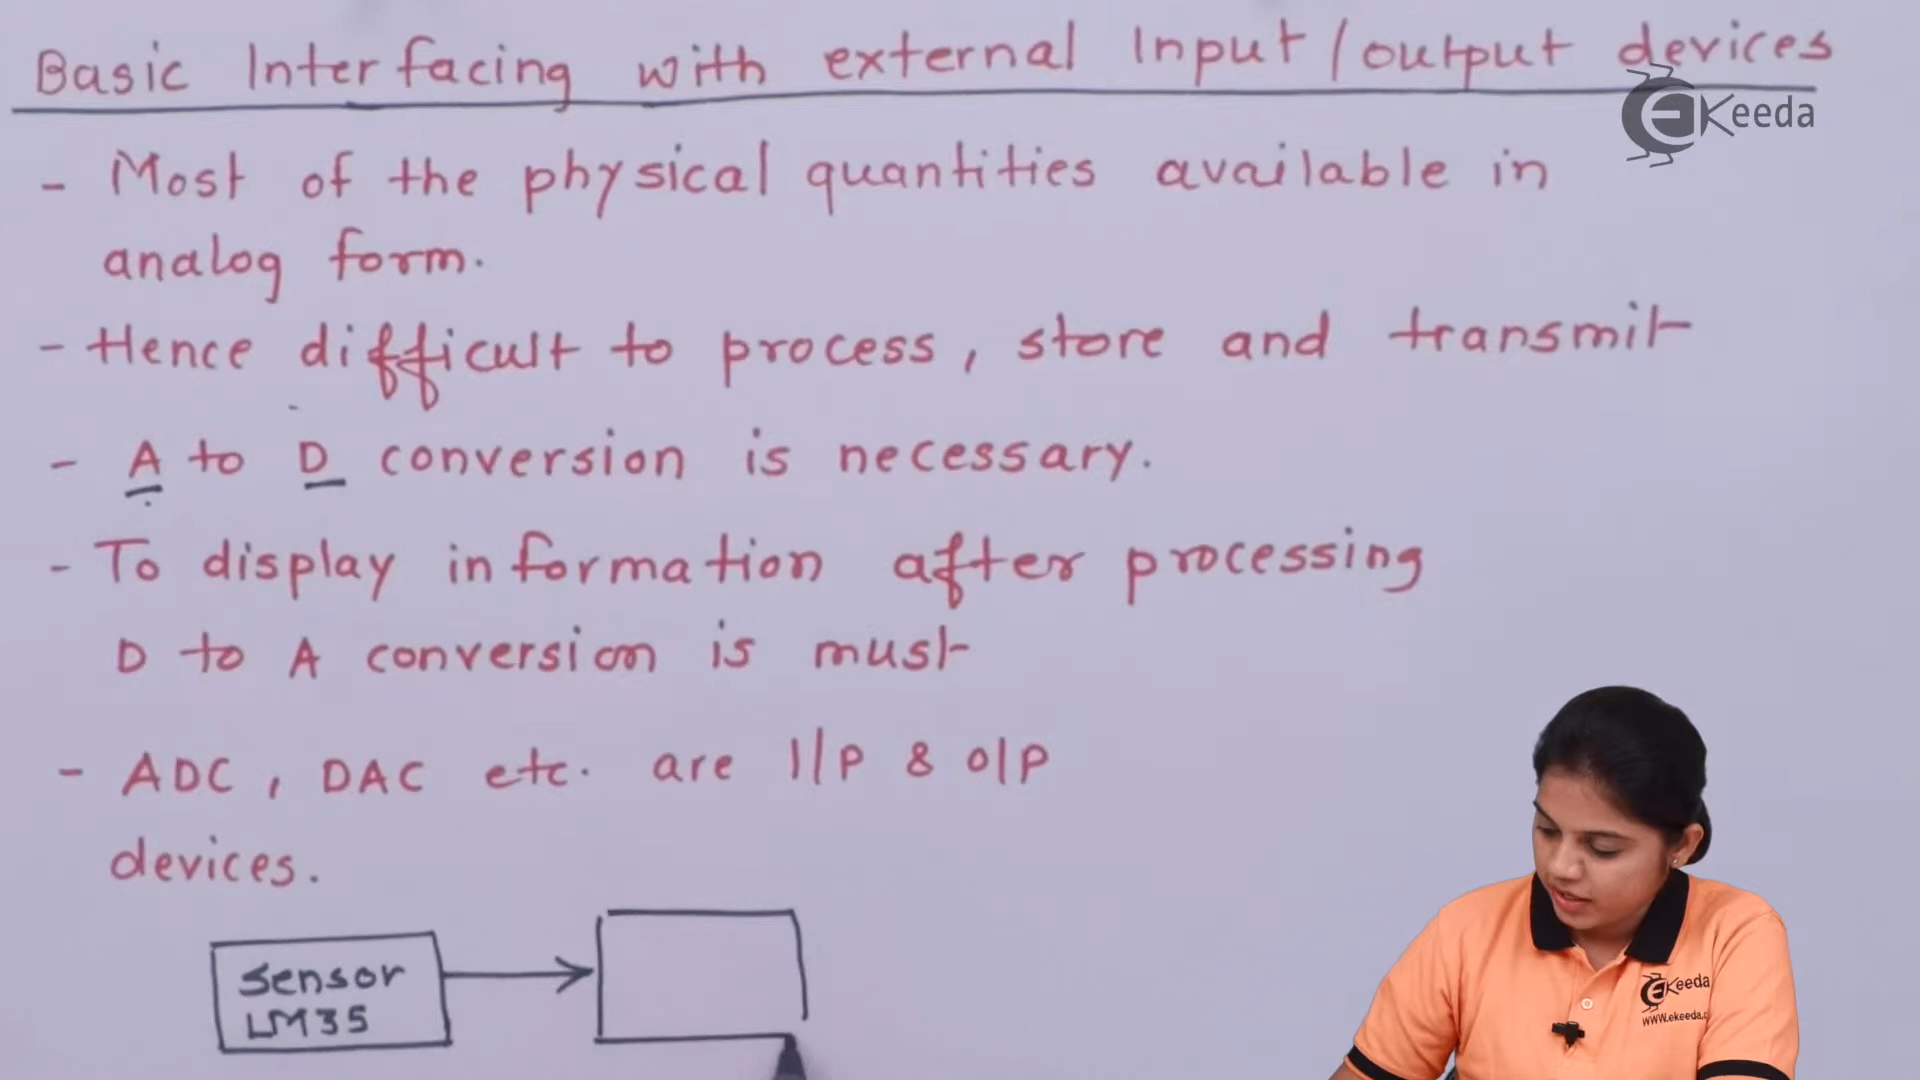 Basic Interfacing with external Input/output devices
EKeeda
- Most of the physical quantities available in
analog form.
- Hence difficult to process, store and transmit
- A to D conversion is necessary.
- To display information after processing
D to A conversion is must
- ADC, DAC etc. are I/P & O/P
devices.
Sensor
LM35
EKeeda
www.ekeeda.c